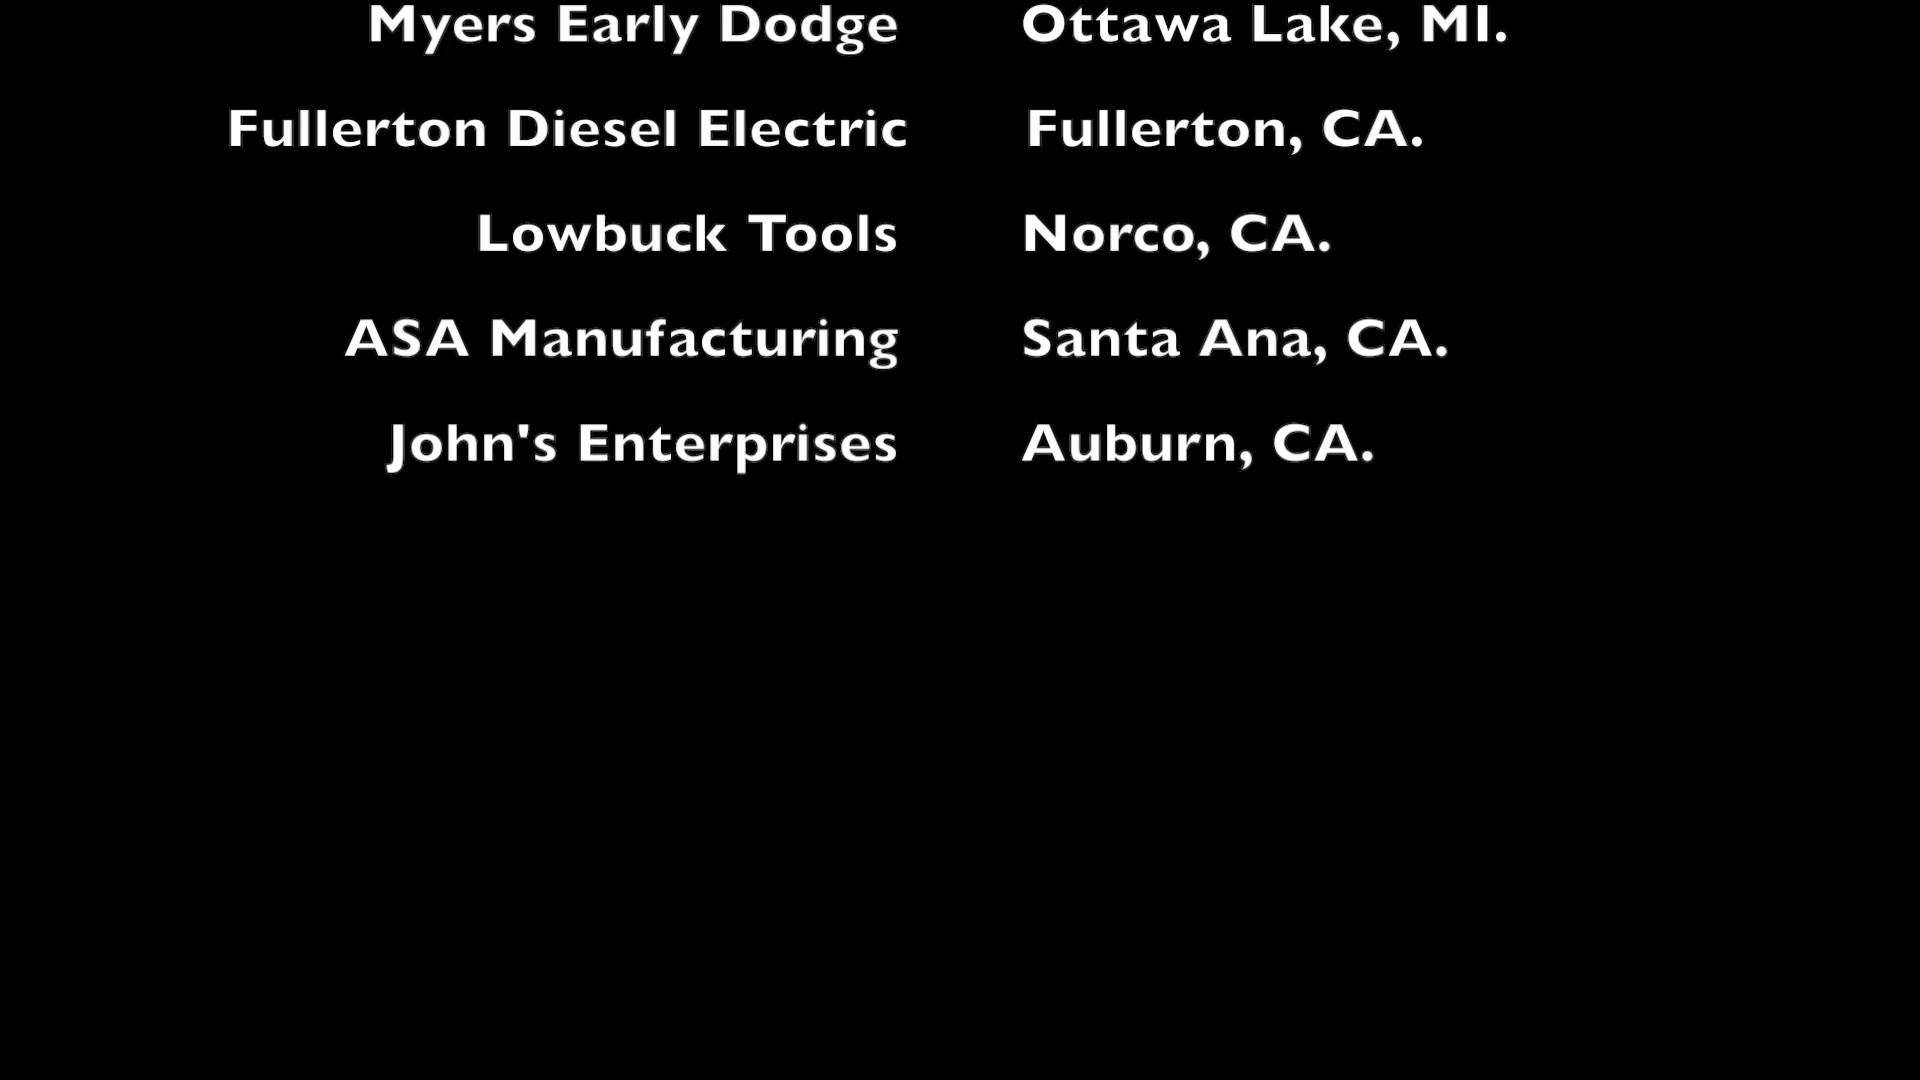 Myers Early Dodge Ottawa Lake, MI.
Fullerton Diesel Electric Fullerton, CA.
Lowbuck Tools Norco, CA.
ASA Manufacturing Santa Ana, CA.
John's Enterprises Auburn, CA.